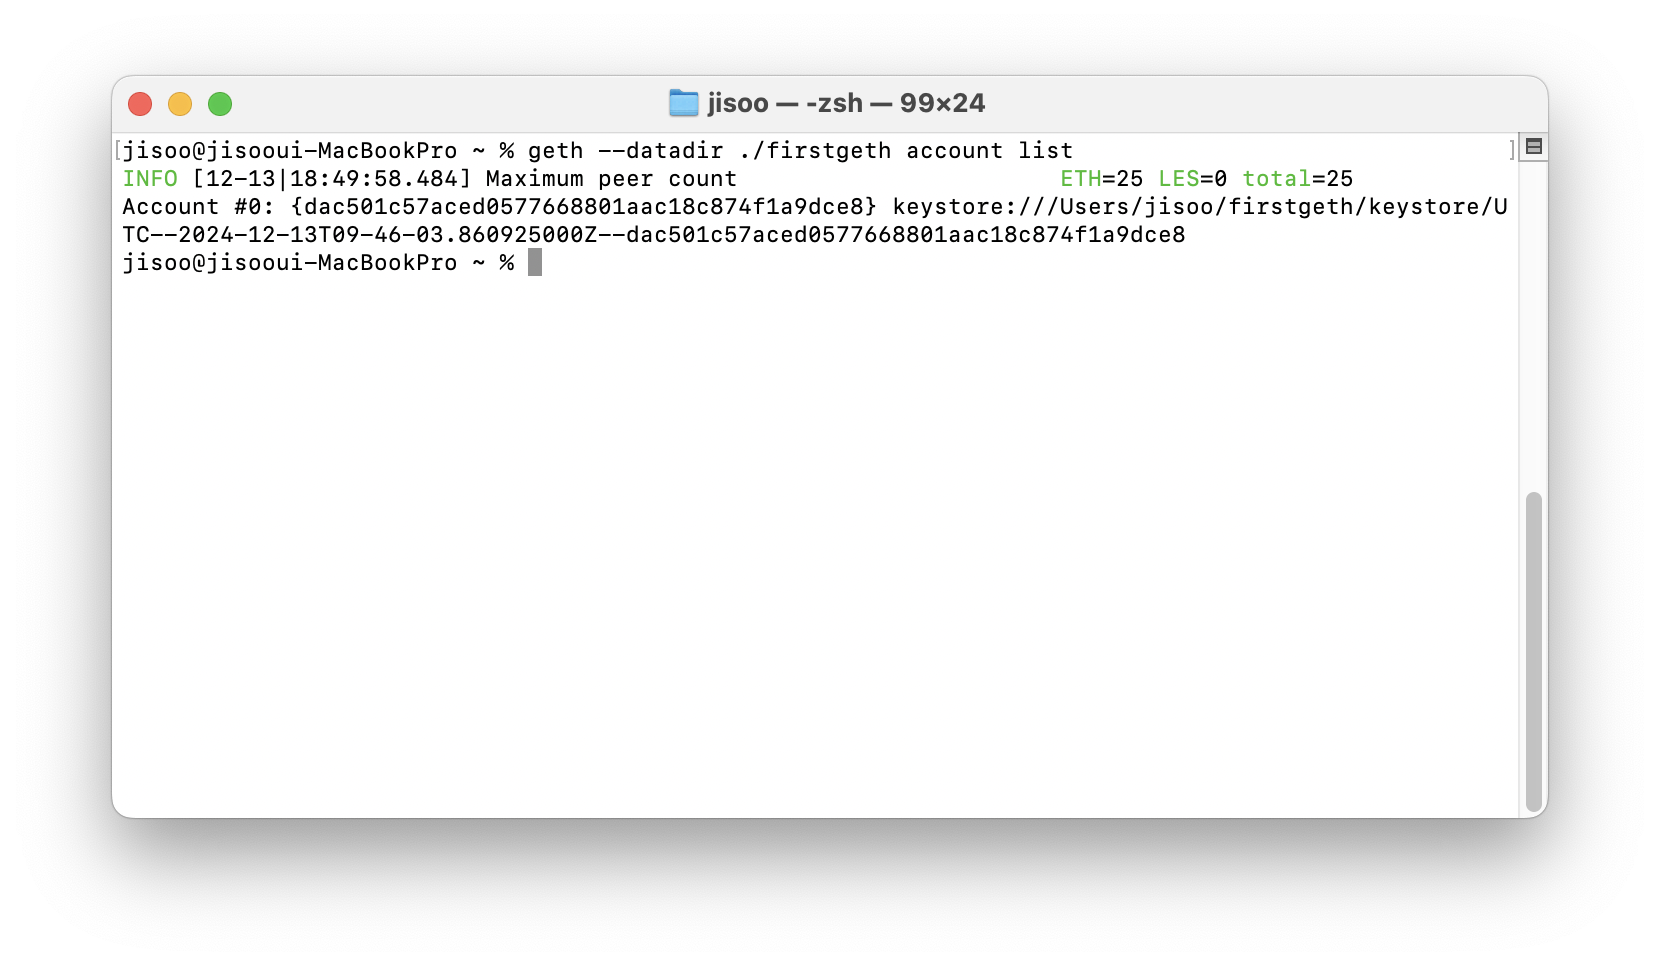 jisoo — -zsh — 99×24
[jisoo@jisooui-MacBookPro ~ % geth --datadir ./firstgeth account list ]
INFO [12-13|18:49:58.484] Maximum peer count                       ETH=25 LES=0 total=25
Account #0: {dac501c57aced0577668801aac18c874f1a9dce8} keystore:///Users/jisoo/firstgeth/keystore/U
TC--2024-12-13T09-46-03.860925000Z--dac501c57aced0577668801aac18c874f1a9dce8
jisoo@jisooui-MacBookPro ~ %